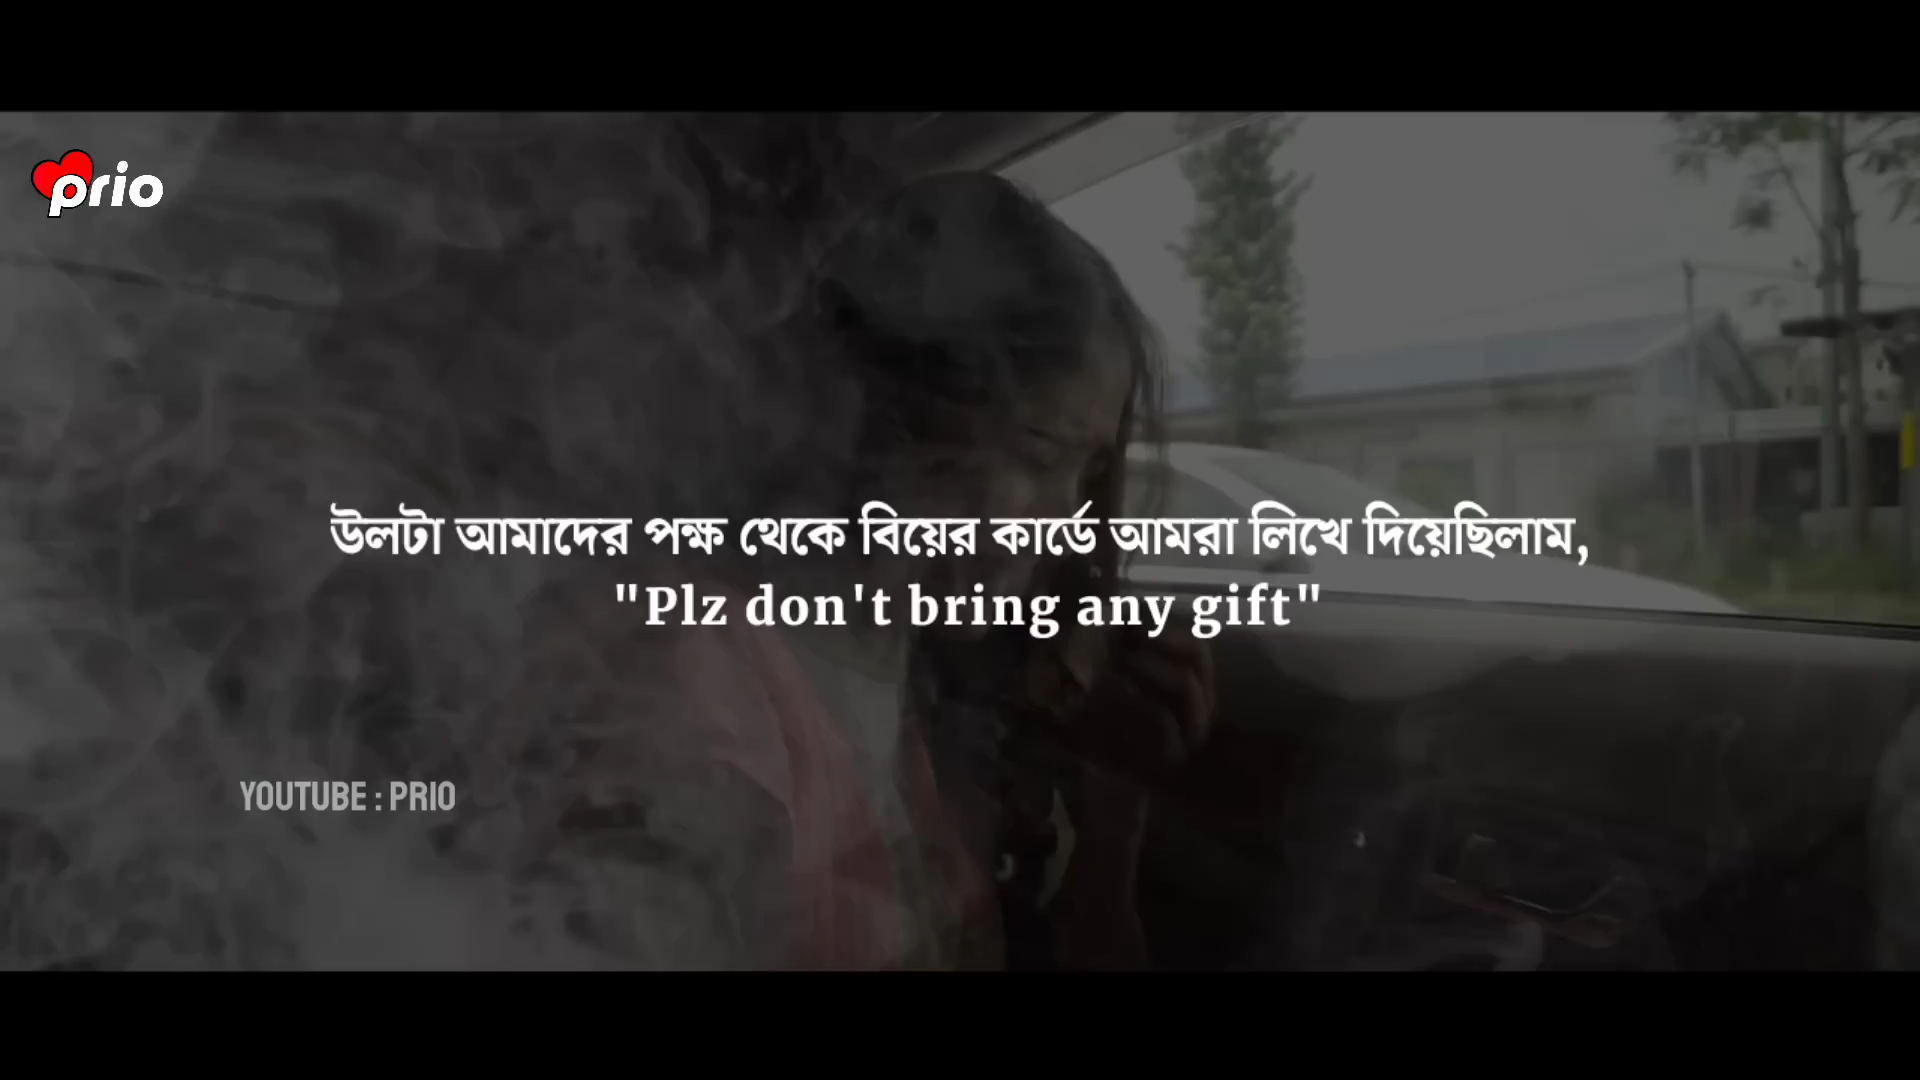 prio
উলটা আমাদের পক্ষ থেকে বিয়ের কার্ডে আমরা লিখে দিয়েছিলাম,
"Plz don't bring any gift"
YOUTUBE : PRIO